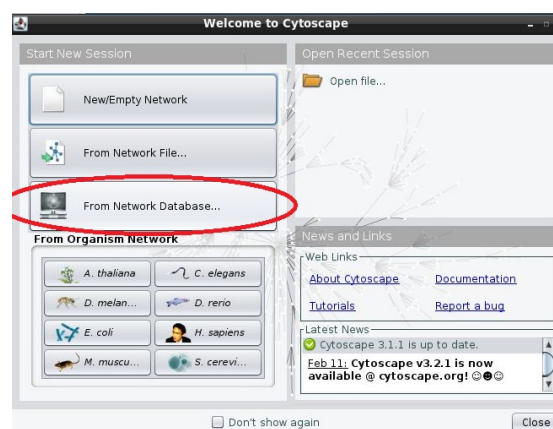 Welcome to Cytoscape
Start New Session
New/Empty Network
From Network File...
From Network Database...
From Organism Network
A. thaliana
C. elegans
D. melan...
D. rerio
E. coli
H. sapiens
M. muscu...
S. cerevi...
Open Recent Session
Open file...
News and Links
Web Links
About Cytoscape
Documentation
Tutorials
Report a bug
Latest News
Cytoscape 3.1.1 is up to date.
Feb 11: Cytoscape v3.2.1 is now
available @ cytoscape.org! ☺☻☺
Don't show again
Close